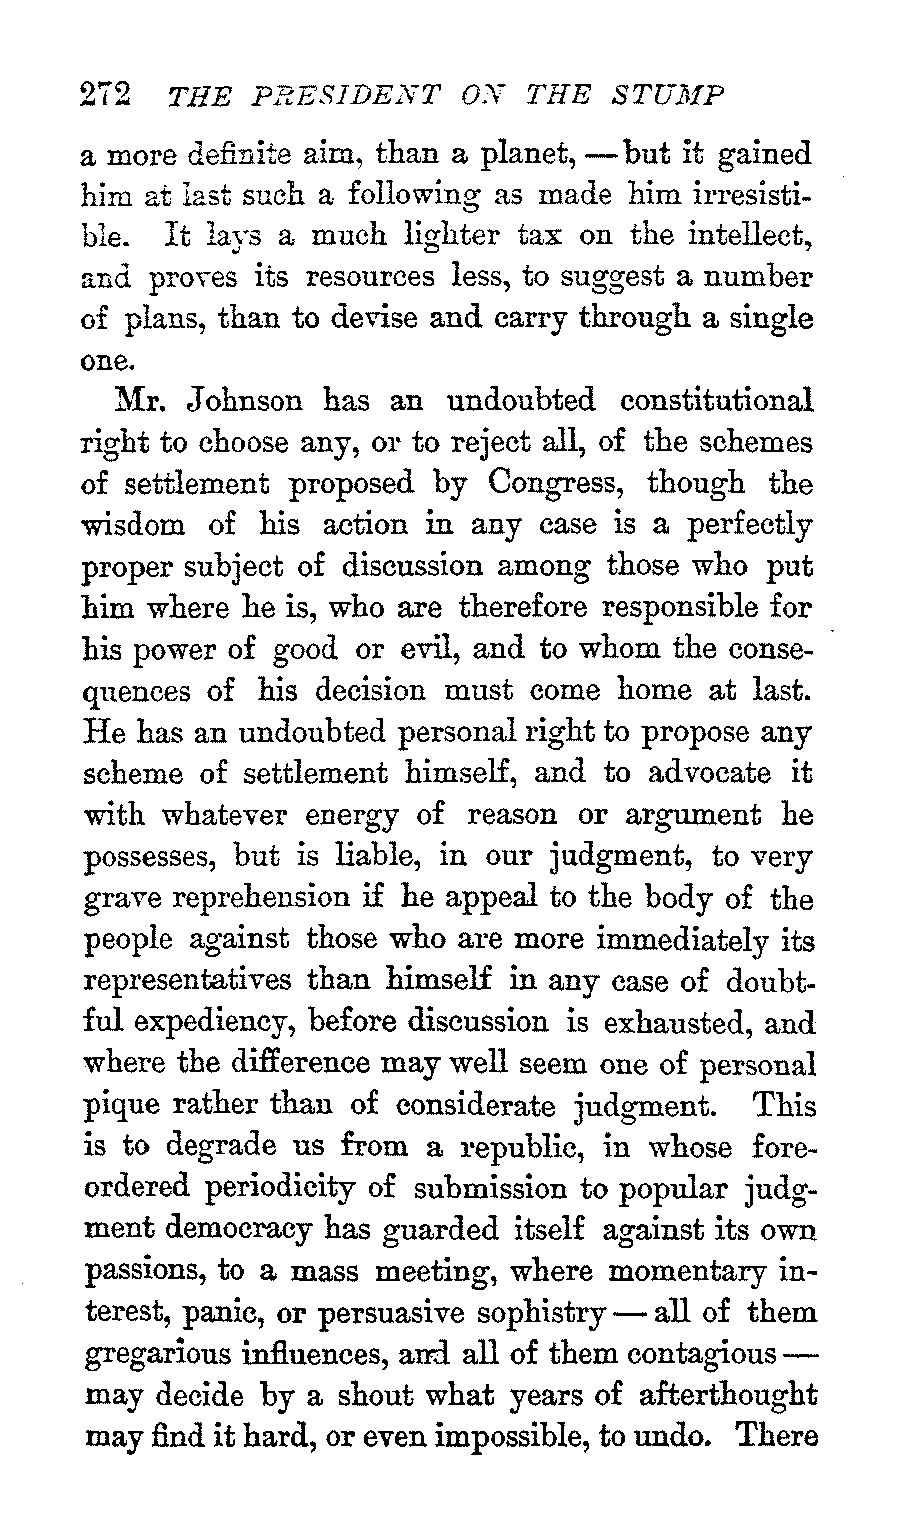 272 THE PRESIDENT ON THE STUMP
a more definite aim, than a planet, — but it gained
him at last such a following as made him irresisti-
ble. It lays a much lighter tax on the intellect,
and proves its resources less, to suggest a number
of plans, than to devise and carry through a single
one.
Mr. Johnson has an undoubted constitutional
right to choose any, or to reject all, of the schemes
of settlement proposed by Congress, though the
wisdom of his action in any case is a perfectly
proper subject of discussion among those who put
him where he is, who are therefore responsible for
his power of good or evil, and to whom the conse-
quences of his decision must come home at last.
He has an undoubted personal right to propose any
scheme of settlement himself, and to advocate it
with whatever energy of reason or argument he
possesses, but is liable, in our judgment, to very
grave reprehension if he appeal to the body of the
people against those who are more immediately its
representatives than himself in any case of doubt-
ful expediency, before discussion is exhausted, and
where the difference may well seem one of personal
pique rather than of considerate judgment. This
is to degrade us from a republic, in whose fore-
ordered periodicity of submission to popular judg-
ment democracy has guarded itself against its own
passions, to a mass meeting, where momentary in-
terest, panic, or persuasive sophistry — all of them
gregarious influences, and all of them contagious —
may decide by a shout what years of afterthought
may find it hard, or even impossible, to undo. There